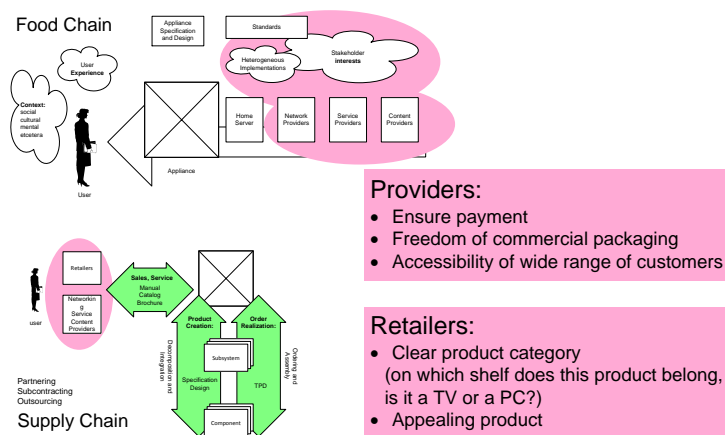 Food Chain
Appliance
Specification
and Design
Standards
User
Experience
Heterogeneous
Implementations
Stakeholder
interests
Context:
social
cultural
mental
etcetera
Home
Server
Network
Providers
Service
Providers
Content
Providers
Appliance
User
Providers:
• Ensure payment
• Freedom of commercial packaging
• Accessibility of wide range of customers
Retailers
Sales, Service
Manual
Catalog
Brochure
user
Networkin
g
Service
Content
Providers
Product
Creation:
Order
Realization:
Decomposition and
Integration
Ordering and
Assembly
Subsystem
Specification
Design
TPD
Component
Partnering
Subcontracting
Outsourcing
Supply Chain
Retailers:
• Clear product category
(on which shelf does this product belong,
is it a TV or a PC?)
• Appealing product